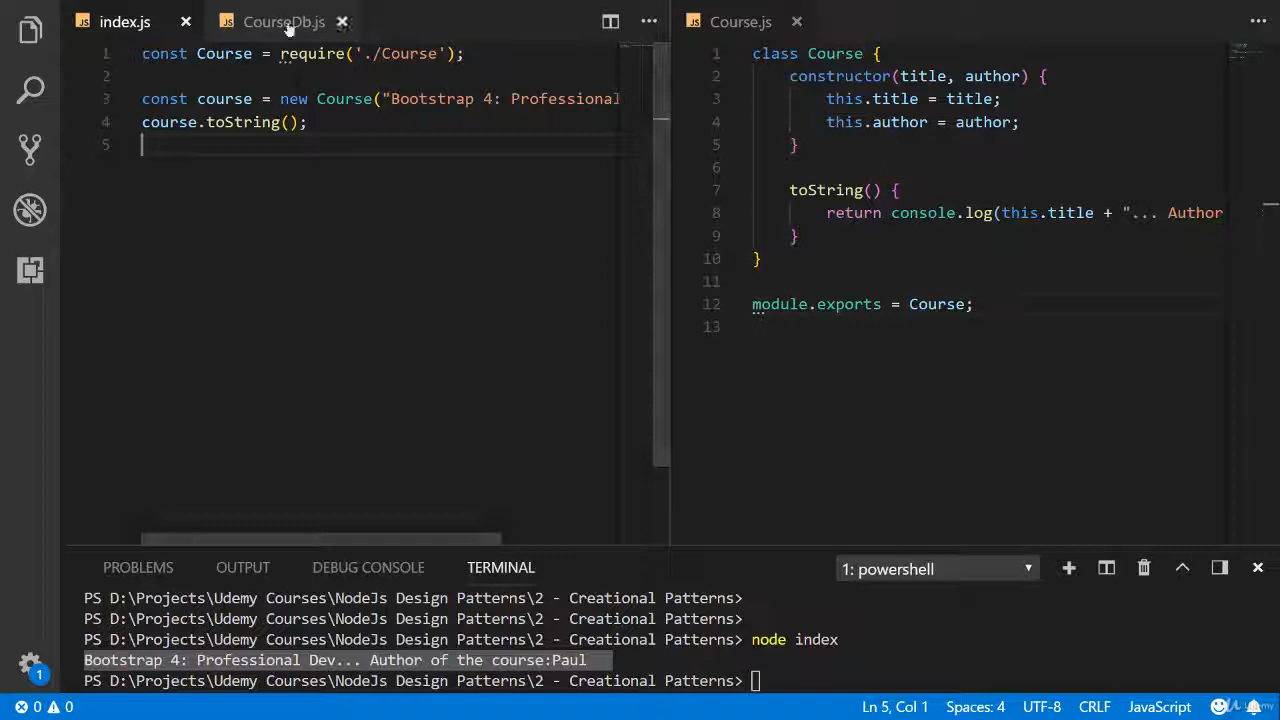 index.js
CourseDb.js
1 const Course = require('./Course');
2
3 const course = new Course("Bootstrap 4: Professional
4 course.toString();
5
Course.js
1 class Course {
2 constructor(title, author) {
3 this.title = title;
4 this.author = author;
5 }
6
7 toString() {
8 return console.log(this.title + "... Author
9 }
10 }
11
12 module.exports = Course;
13
PROBLEMS OUTPUT DEBUG CONSOLE TERMINAL 1: powershell
PS D:\Projects\Udemy Courses\NodeJs Design Patterns\2 - Creational Patterns>
PS D:\Projects\Udemy Courses\NodeJs Design Patterns\2 - Creational Patterns>
PS D:\Projects\Udemy Courses\NodeJs Design Patterns\2 - Creational Patterns> node index
Bootstrap 4: Professional Dev... Author of the course:Paul
PS D:\Projects\Udemy Courses\NodeJs Design Patterns\2 - Creational Patterns>
1
0 0 Ln 5, Col 1 Spaces: 4 UTF-8 CRLF JavaScript
Udemy